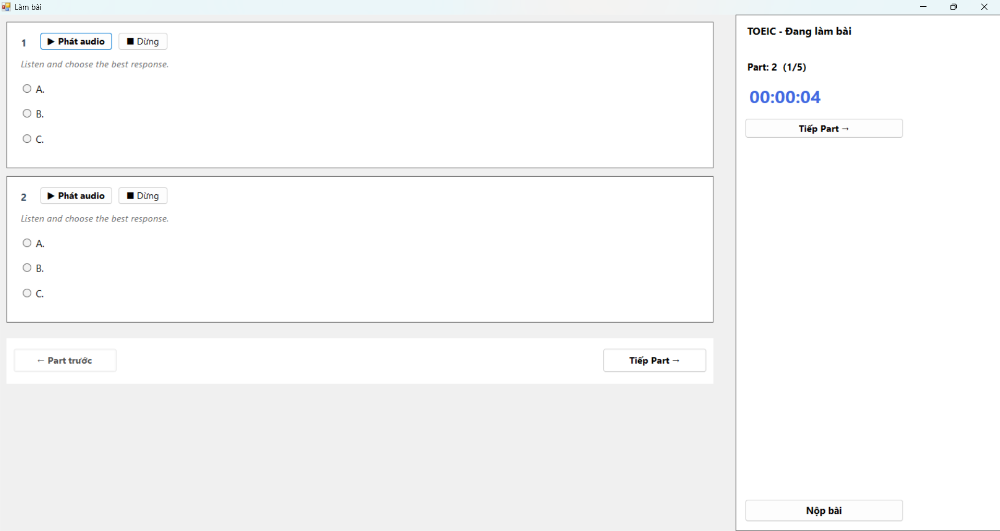 Làm bài
1 ▶ Phát audio ■ Dừng
Listen and choose the best response.
A.
B.
C.
2 ▶ Phát audio ■ Dừng
Listen and choose the best response.
A.
B.
C.
← Part trước
Tiếp Part →
TOEIC - Đang làm bài
Part: 2 (1/5)
00:00:04
Tiếp Part →
Nộp bài